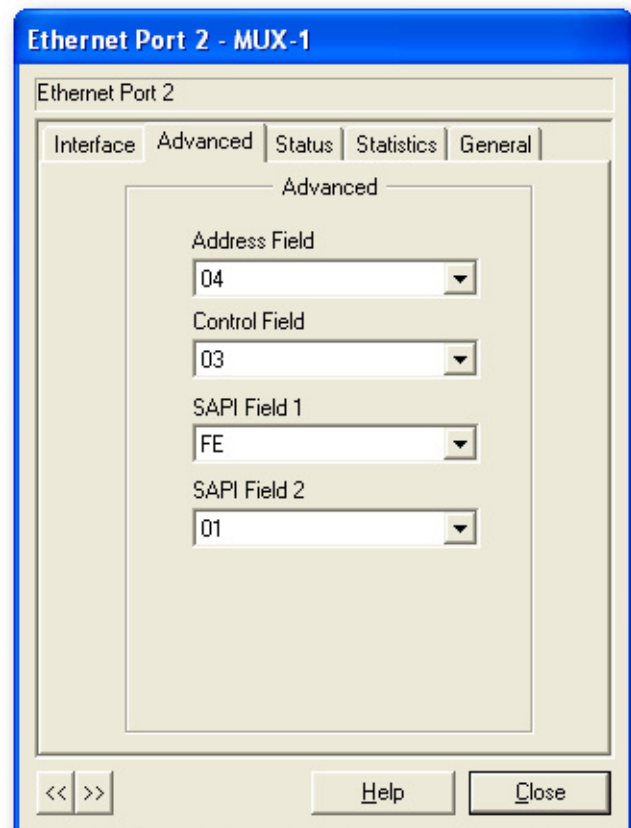 Ethernet Port 2 - MUX-1
Ethernet Port 2
Interface Advanced Status Statistics General
Advanced
Address Field
04
Control Field
03
SAPI Field 1
FE
SAPI Field 2
01
<< >> Help Close